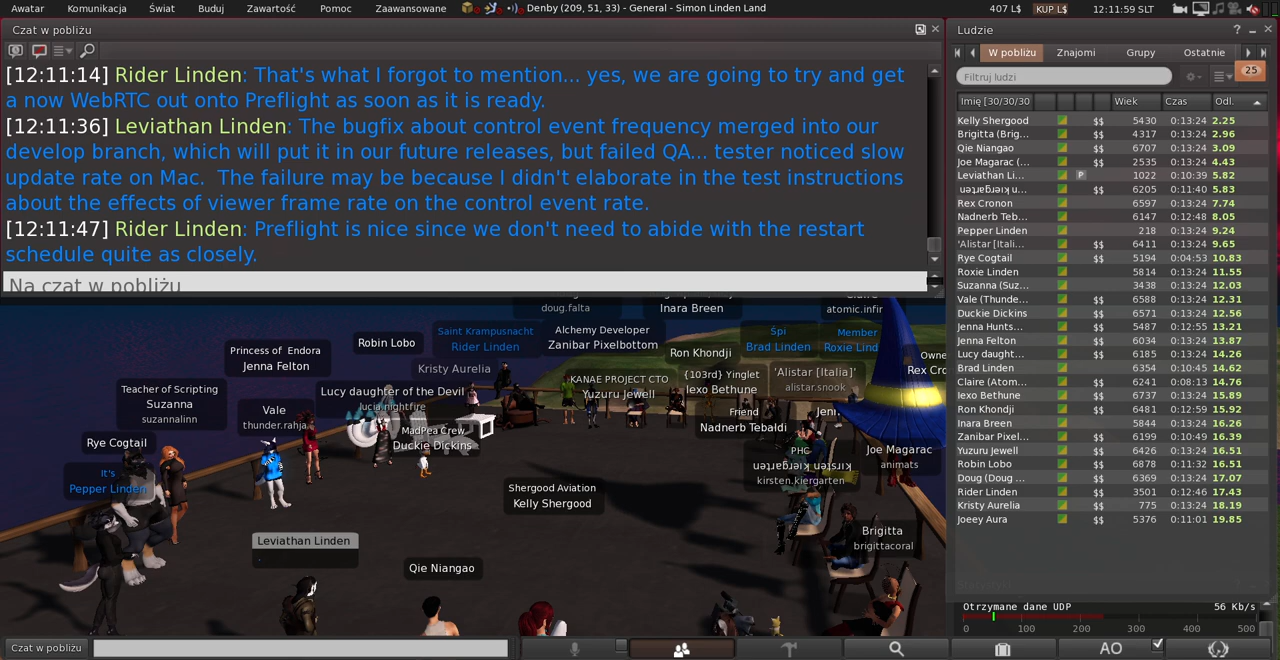 Awatar Komunikacja Świat Buduj Zawartość Pomoc Zaawansowane Denby (209, 51, 33) - General - Simon Linden Land 407 L$ KUP L$ 12:11:59 SLT
Czat w pobliżu
[12:11:14] Rider Linden: That's what I forgot to mention... yes, we are going to try and get
a now WebRTC out onto Preflight as soon as it is ready.
[12:11:36] Leviathan Linden: The bugfix about control event frequency merged into our
develop branch, which will put it in our future releases, but failed QA... tester noticed slow
update rate on Mac. The failure may be because I didn't elaborate in the test instructions
about the effects of viewer frame rate on the control event rate.
[12:11:47] Rider Linden: Preflight is nice since we don't need to abide with the restart
schedule quite as closely.
Na czat w pobliżu
doug.falta
Inara Breen
atomic.infir
Saint Krampusnacht
Rider Linden
Alchemy Developer
Zanibar Pixelbottom
Śpi
Brad Linden
Member
Roxie Lind
Robin Lobo
Princess of Endora
Jenna Felton
Ron Khondji
Owne
Rex Cro
Kristy Aurelia
KANAE PROJECT CTO
Yuzuru Jewell
{103rd} Yinglet
Iexo Bethune
'Alistar [Italia]'
alistar.snook
Teacher of Scripting
Suzanna
suzannalinn
Lucy daughter of the Devil
lucia.nightfire
Vale
thunder.rahja
Friend
Nadnerb Tebaldi
Jenn
MadPea Crew
Duckie Dickins
Rye Cogtail
PHC
uǝʇɹɐƃɹǝıʞ uǝʇsɹıʞ
kirsten.kiergarten
Joe Magarac
animats
It's
Pepper Linden
Shergood Aviation
Kelly Shergood
Brigitta
brigittacoral
Leviathan Linden
Qie Niangao
Czat w pobliżu
Ludzie
W pobliżu Znajomi Grupy Ostatnie
Filtruj ludzi 25
Imię [30/30/30 Wiek Czas Odl.
Kelly Shergood $$ 5430 0:13:24 2.25
Brigitta (Brig... $$ 4317 0:13:24 2.96
Qie Niangao $$ 6707 0:13:24 3.09
Joe Magarac (... $$ 2535 0:13:24 4.43
Leviathan Li... P 1022 0:10:39 5.82
uǝʇɹɐƃɹǝıʞ u... $$ 6205 0:11:40 5.83
Rex Cronon 6597 0:13:24 7.74
Nadnerb Teb... 6147 0:12:48 8.05
Pepper Linden 218 0:13:24 9.24
'Alistar [Itali... $$ 6411 0:13:24 9.65
Rye Cogtail $$ 5194 0:04:53 10.83
Roxie Linden 5814 0:13:24 11.55
Suzanna (Suz... 3438 0:13:24 12.03
Vale (Thunde... $$ 6588 0:13:24 12.31
Duckie Dickins $$ 6571 0:13:24 12.56
Jenna Hunts... $$ 5487 0:12:55 13.21
Jenna Felton $$ 6034 0:13:24 13.87
Lucy daught... $$ 6185 0:13:24 14.26
Brad Linden 6354 0:10:45 14.62
Claire (Atom... $$ 6241 0:08:13 14.76
Iexo Bethune $$ 6737 0:13:24 15.89
Ron Khondji $$ 6481 0:12:59 15.92
Inara Breen 5844 0:13:24 16.26
Zanibar Pixel... $$ 6199 0:10:49 16.39
Yuzuru Jewell $$ 6426 0:13:24 16.51
Robin Lobo $$ 6878 0:11:32 16.51
Doug (Doug ... $$ 6369 0:13:24 17.07
Rider Linden $$ 3501 0:12:46 17.43
Kristy Aurelia $$ 775 0:13:24 18.19
Joeey Aura $$ 5376 0:11:01 19.85
Otrzymane dane UDP 56 Kb/s
0 100 200 300 400 500
AO